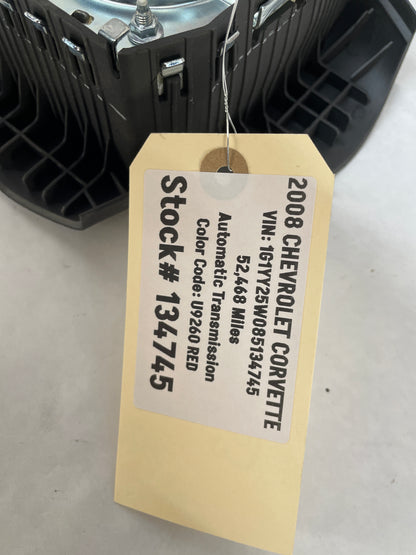 2008 CHEVROLET CORVETTE
VIN: 1G1YY25W085134745
52,468 Miles
Automatic Transmission
Color Code: U9260 RED
Stock# 134745